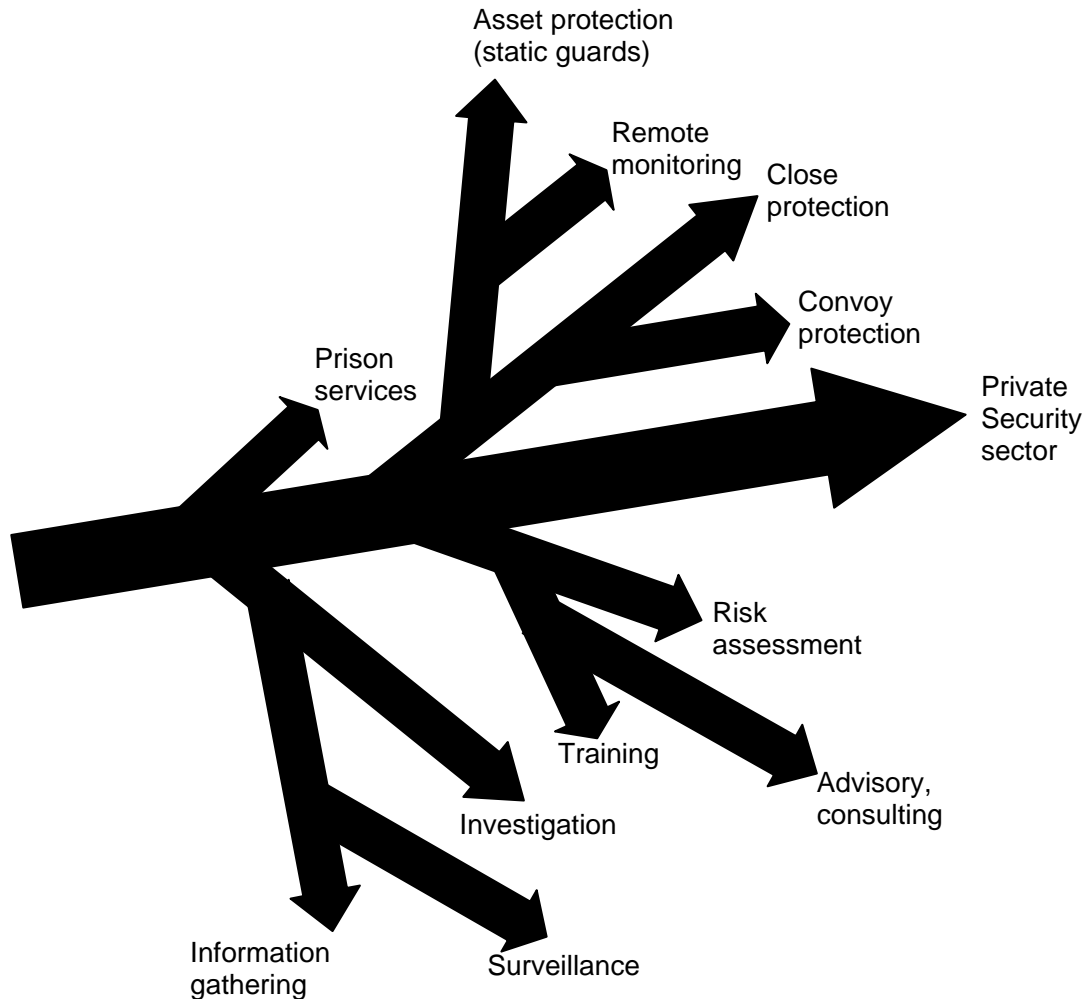 Asset protection
(static guards)
Remote
monitoring
Close
protection
Convoy
protection
Prison
services
Private
Security
sector
Risk
assessment
Training
Advisory,
consulting
Investigation
Information
gathering
Surveillance